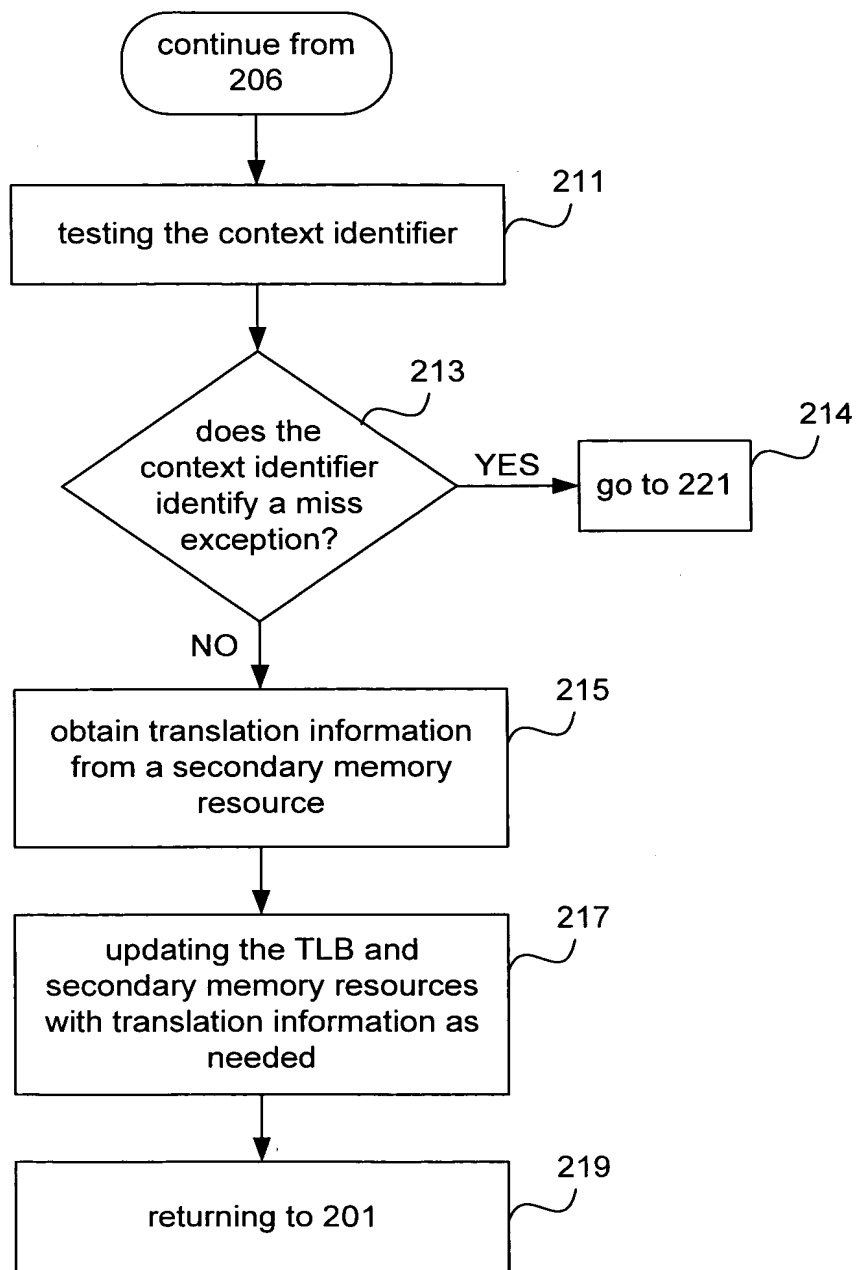 continue from
206
211
testing the context identifier
213
does the
context identifier
identify a miss
exception?
YES
214
go to 221
NO
215
obtain translation information
from a secondary memory
resource
217
updating the TLB and
secondary memory resources
with translation information as
needed
219
returning to 201